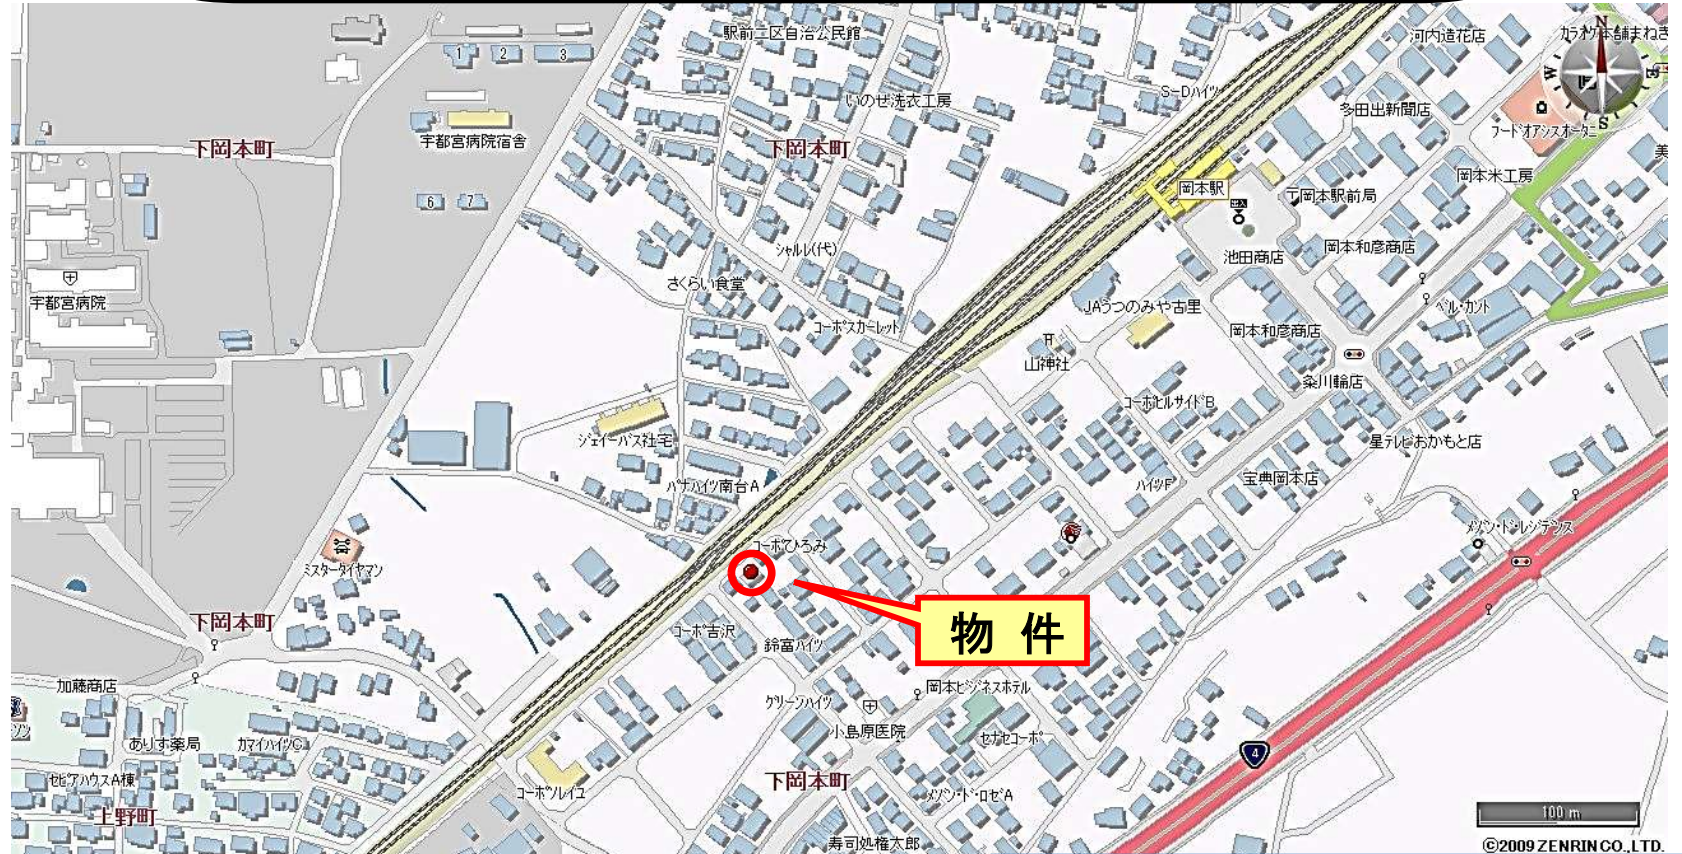 駅前二区自治公民館
河内造花店
カラオケ本舗まねき
N
W
E
S
1
2
3
いのせ洗衣工房
S-Dハイツ
多田出新聞店
フードオアシスオータニ
宇都宮病院宿舎
下岡本町
下岡本町
岡本米工房
美
6
7
岡本駅
岡本駅前局
出入
シャルレ(代)
池田商店
岡本和彦商店
さくらい食堂
宇都宮病院
JAうつのみや古里
ベル・カント
コーポスカーレット
岡本和彦商店
山神社
粂川輪店
コーポヒルサイドB
ジェイーバス社宅
星テレビおかもと店
ハイツF
宝典岡本店
メゾン・ド・レジデンス
コーポひろみ
ミスタータイヤマン
物 件
下岡本町
コーポ吉沢
鈴富ハイツ
加藤商店
岡本ビジネスホテル
グリーンハイツ
小島原医院
セナセコーポ
ありす薬局
カマイハイツC
4
セピアハウスA棟
下岡本町
コーポソレイユ
メゾン・ド・ロゼA
上野町
100 m
寿司処権太郎
©2009 ZENRIN CO.,LTD.